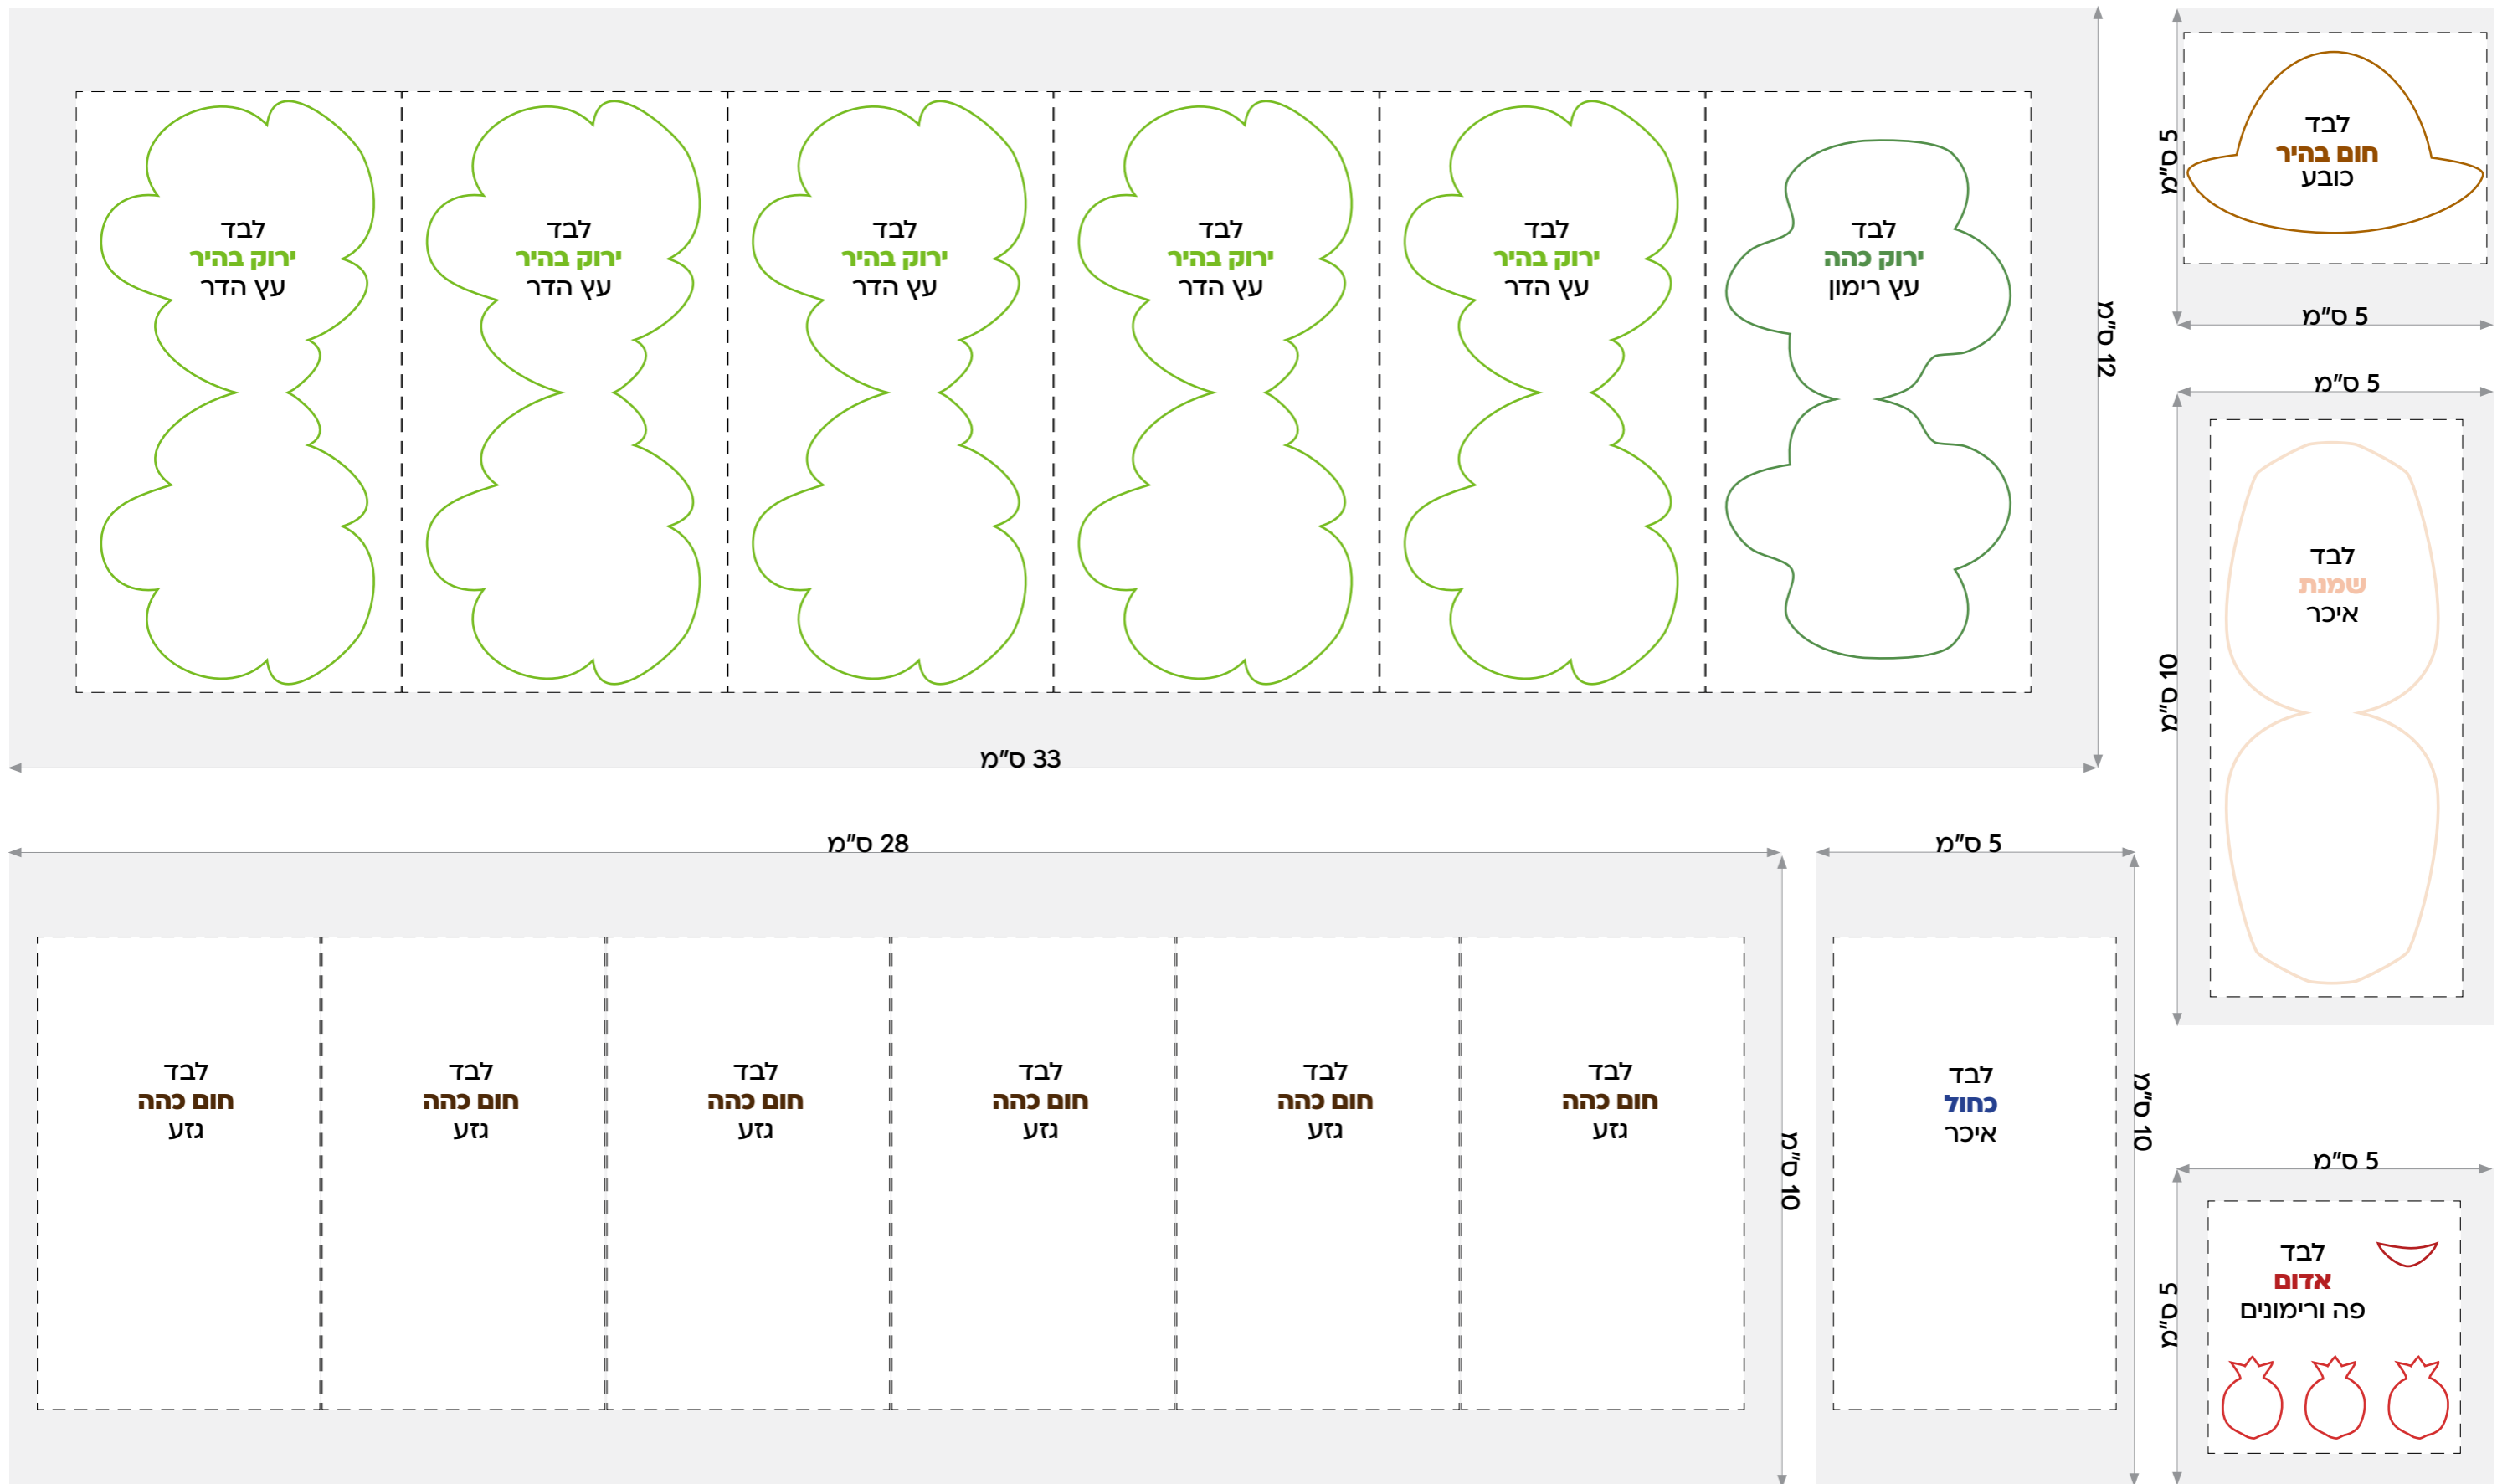 לבד
ירוק בהיר
עץ הדר
לבד
ירוק בהיר
עץ הדר
לבד
ירוק בהיר
עץ הדר
לבד
ירוק בהיר
עץ הדר
לבד
ירוק בהיר
עץ הדר
לבד
ירוק כהה
עץ רימון
12 ס"מ
33 ס"מ
לבד
חום בהיר
כובע
5 ס"מ
5 ס"מ
5 ס"מ
לבד
שמנת
איכר
10 ס"מ
28 ס"מ
לבד
חום כהה
גזע
לבד
חום כהה
גזע
לבד
חום כהה
גזע
לבד
חום כהה
גזע
לבד
חום כהה
גזע
לבד
חום כהה
גזע
10 ס"מ
5 ס"מ
לבד
כחול
איכר
10 ס"מ
5 ס"מ
לבד
אדום
פה ורימונים
5 ס"מ